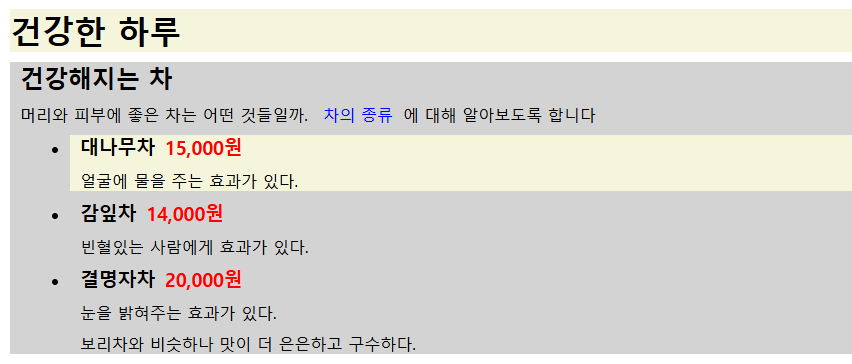 건강한 하루
건강해지는 차
머리와 피부에 좋은 차는 어떤 것들일까. 차의 종류 에 대해 알아보도록 합니다
• 대나무차 15,000원
얼굴에 물을 주는 효과가 있다.
• 감잎차 14,000원
빈혈있는 사람에게 효과가 있다.
• 결명자차 20,000원
눈을 밝혀주는 효과가 있다.
보리차와 비슷하나 맛이 더 은은하고 구수하다.